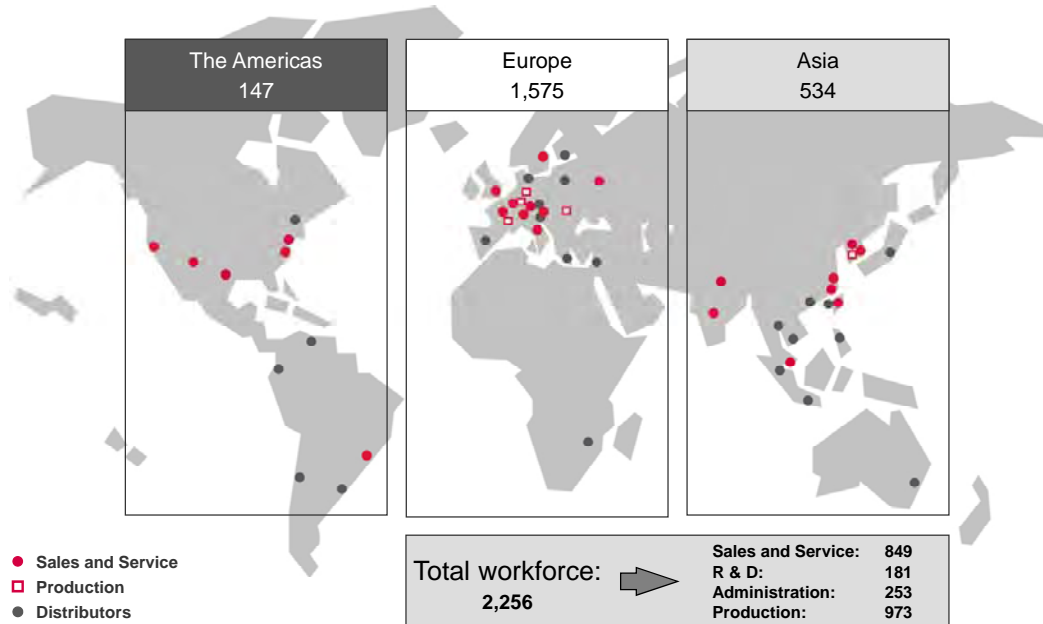 The Americas
147
Europe
1,575
Asia
534
Sales and Service
Production
Distributors
Total workforce:
2,256
Sales and Service: 849
R & D: 181
Administration: 253
Production: 973